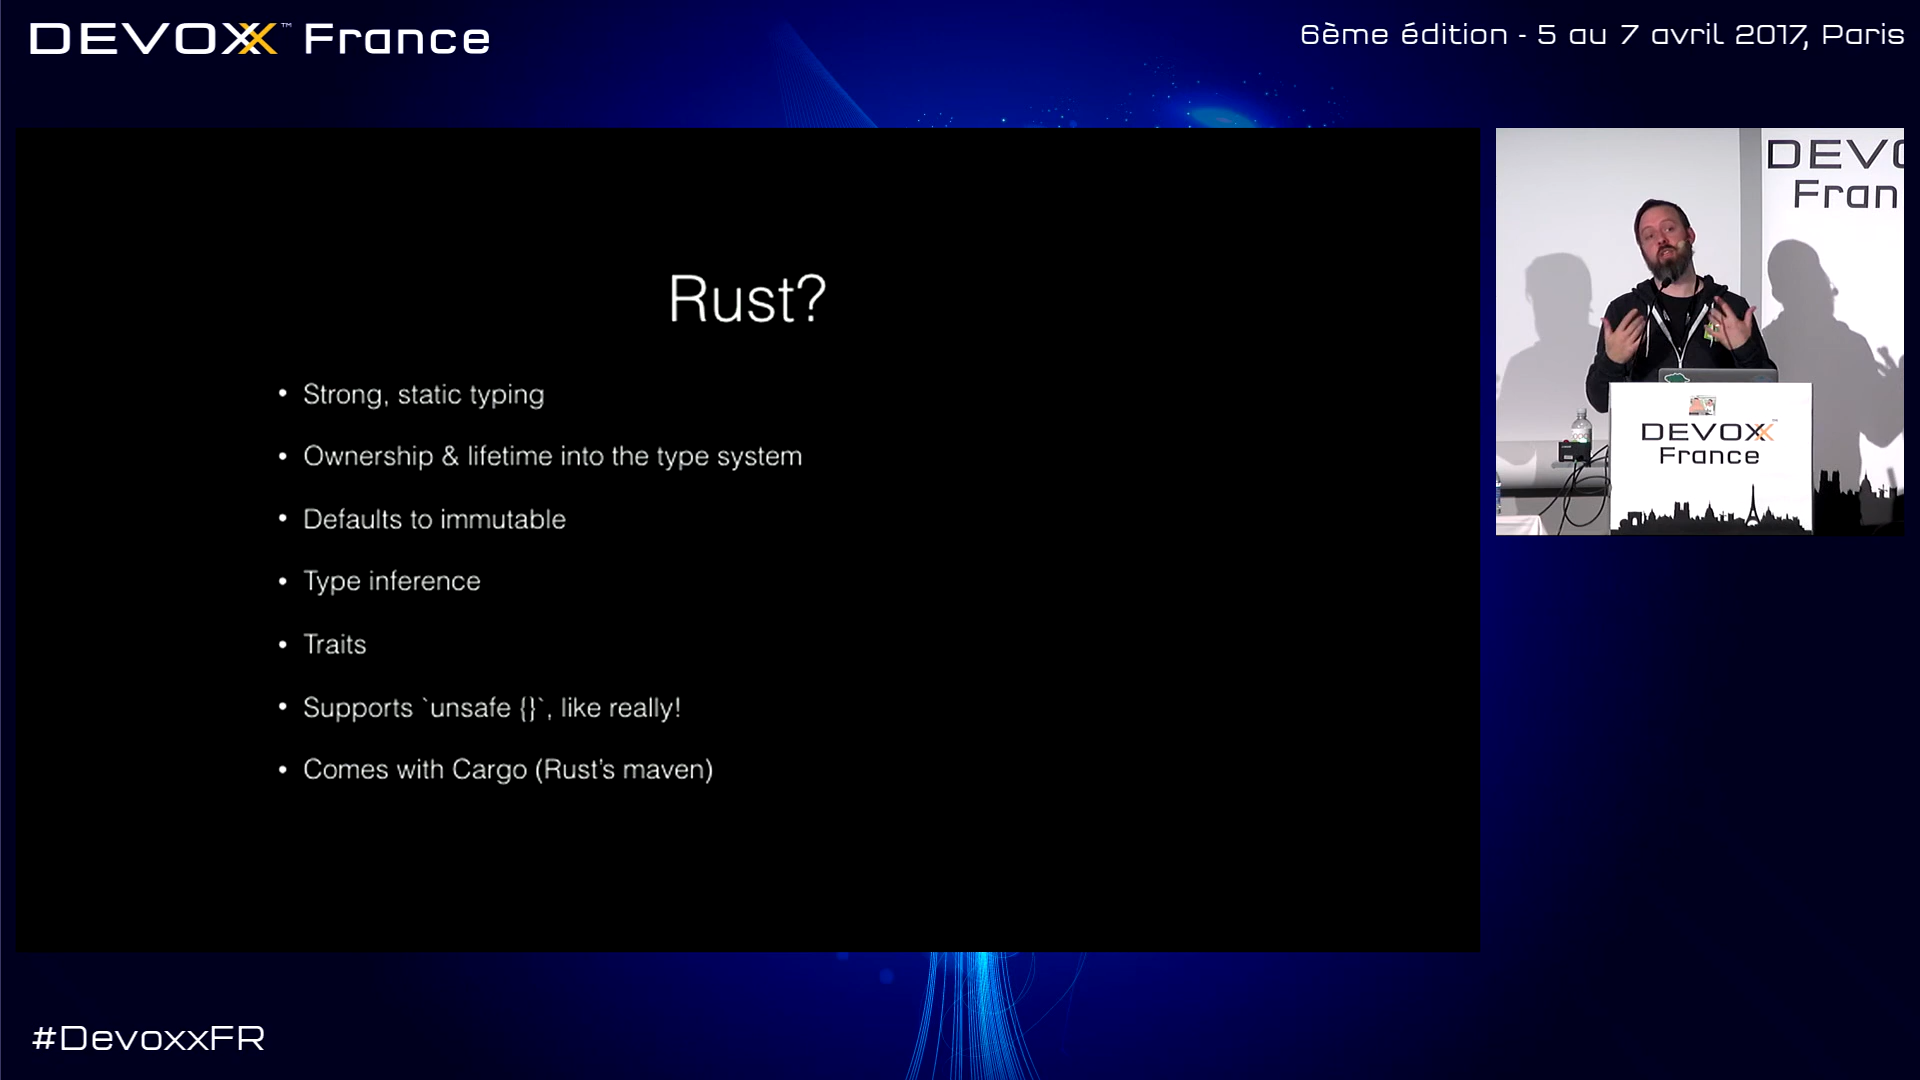 DEVOXX™ France
6ème édition - 5 au 7 avril 2017, Paris
Rust?
• Strong, static typing
• Ownership & lifetime into the type system
• Defaults to immutable
• Type inference
• Traits
• Supports `unsafe {}`, like really!
• Comes with Cargo (Rust's maven)
DEVO
Fran
DEVOXX™
France
#DevoxxFR